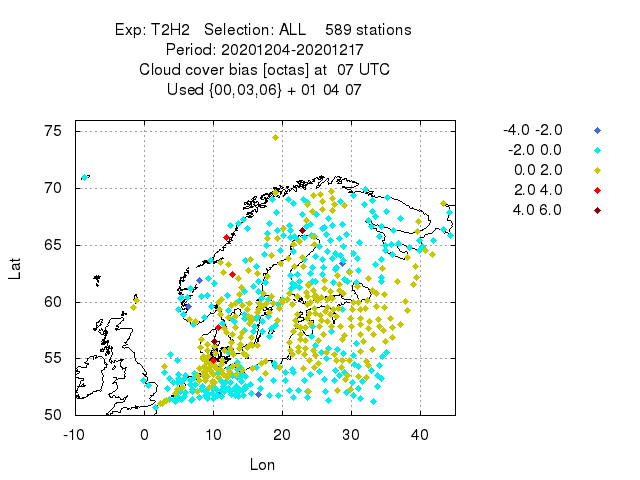 Exp: T2H2   Selection: ALL    589 stations
Period: 20201204-20201217
Cloud cover bias [octas] at  07 UTC
Used {00,03,06} + 01 04 07
-4.0 -2.0
-2.0 0.0
0.0 2.0
2.0 4.0
4.0 6.0
75
70
65
60
55
50
Lat
-10 0 10 20 30 40
Lon